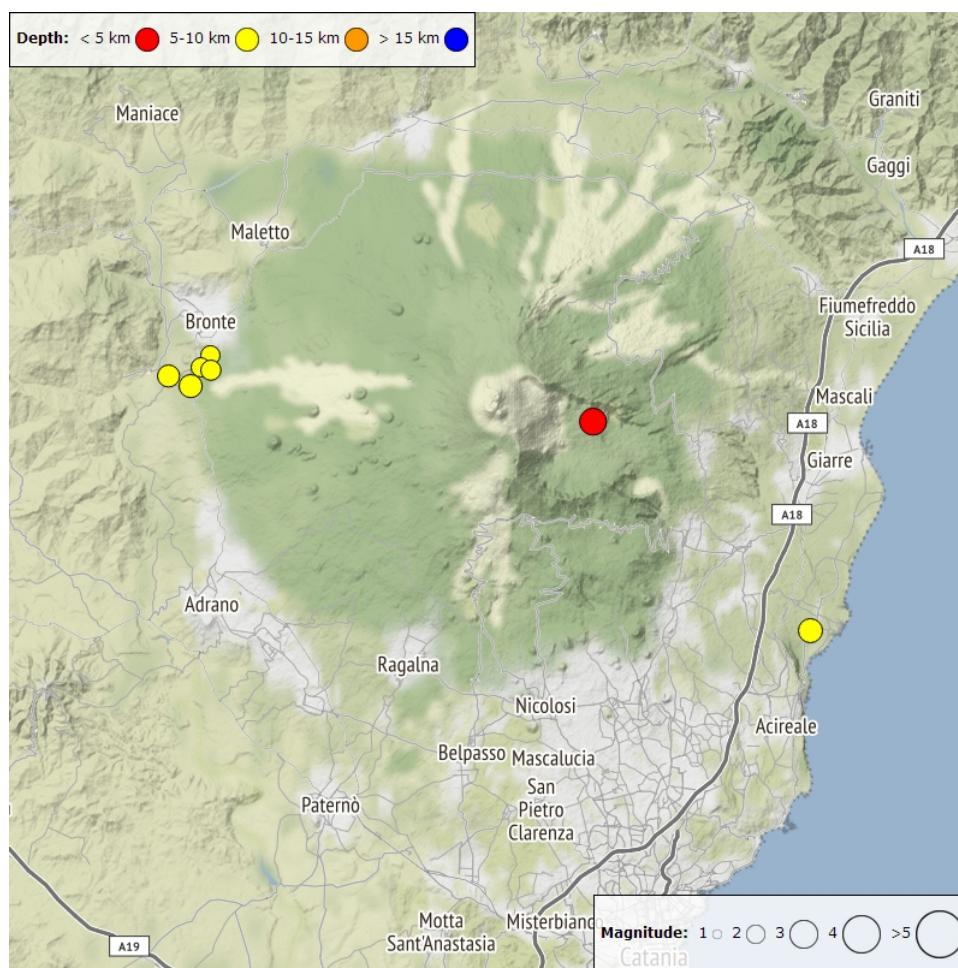 Depth: < 5 km 5-10 km 10-15 km > 15 km
Maniace
Graniti
Gaggi
Maletto
A18
Bronte
Fiumefreddo
Sicilia
Mascali
A18
Giarre
A18
Adrano
Ragalna
Nicolosi
Acireale
Belpasso
Mascalucia
San
Pietro
Clarenza
Paternò
Motta
Sant'Anastasia
Misterbianco
A19
Magnitude: 1 2 3 4 >5
Catania